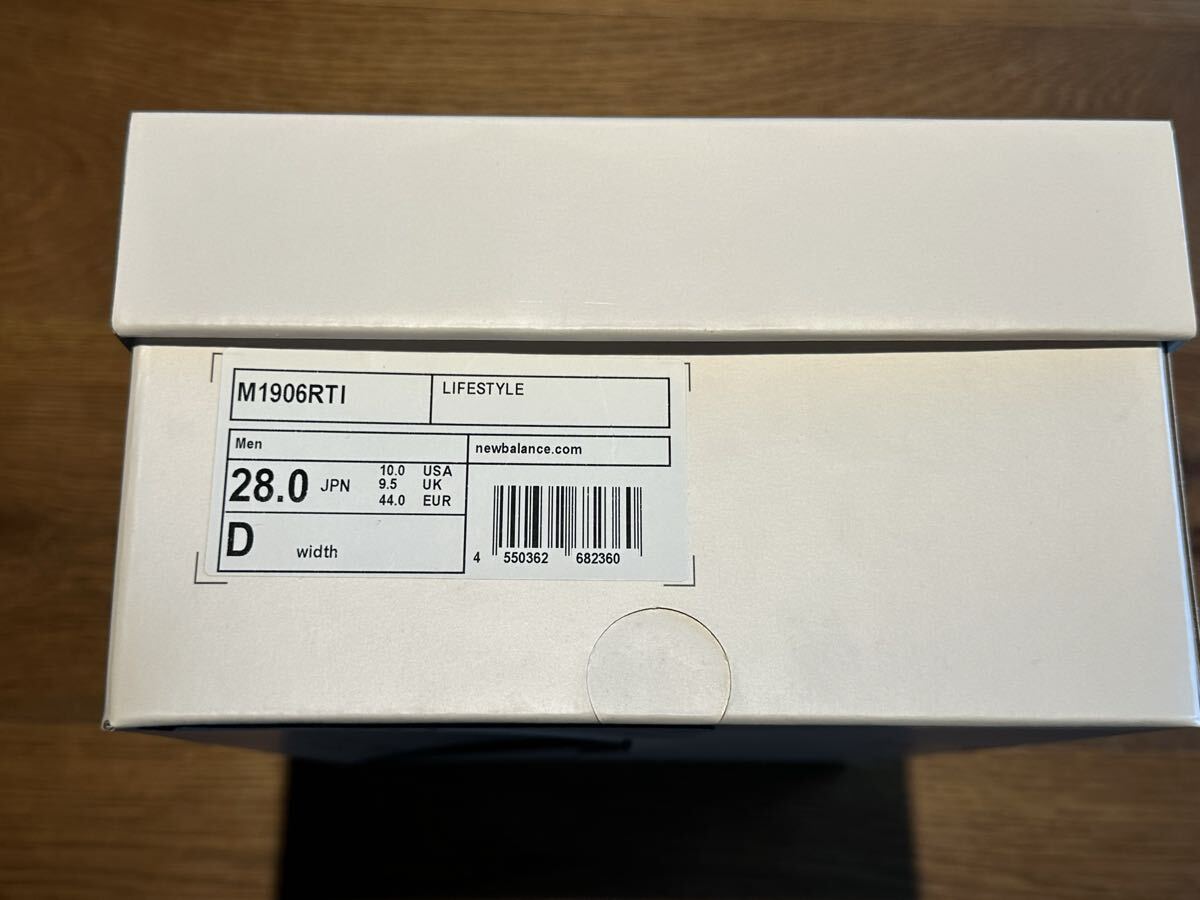 M1906RTI
LIFESTYLE
Men
newbalance.com
28.0 JPN
10.0 USA
9.5 UK
44.0 EUR
D width
4 550362 682360